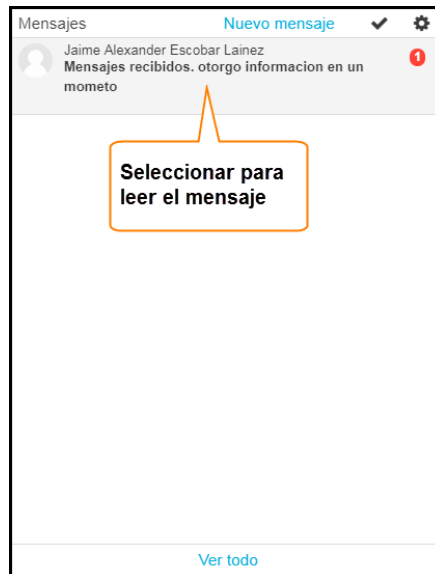 Mensajes Nuevo mensaje
Jaime Alexander Escobar Lainez
Mensajes recibidos. otorgo informacion en un
mometo
1
Seleccionar para
leer el mensaje
Ver todo